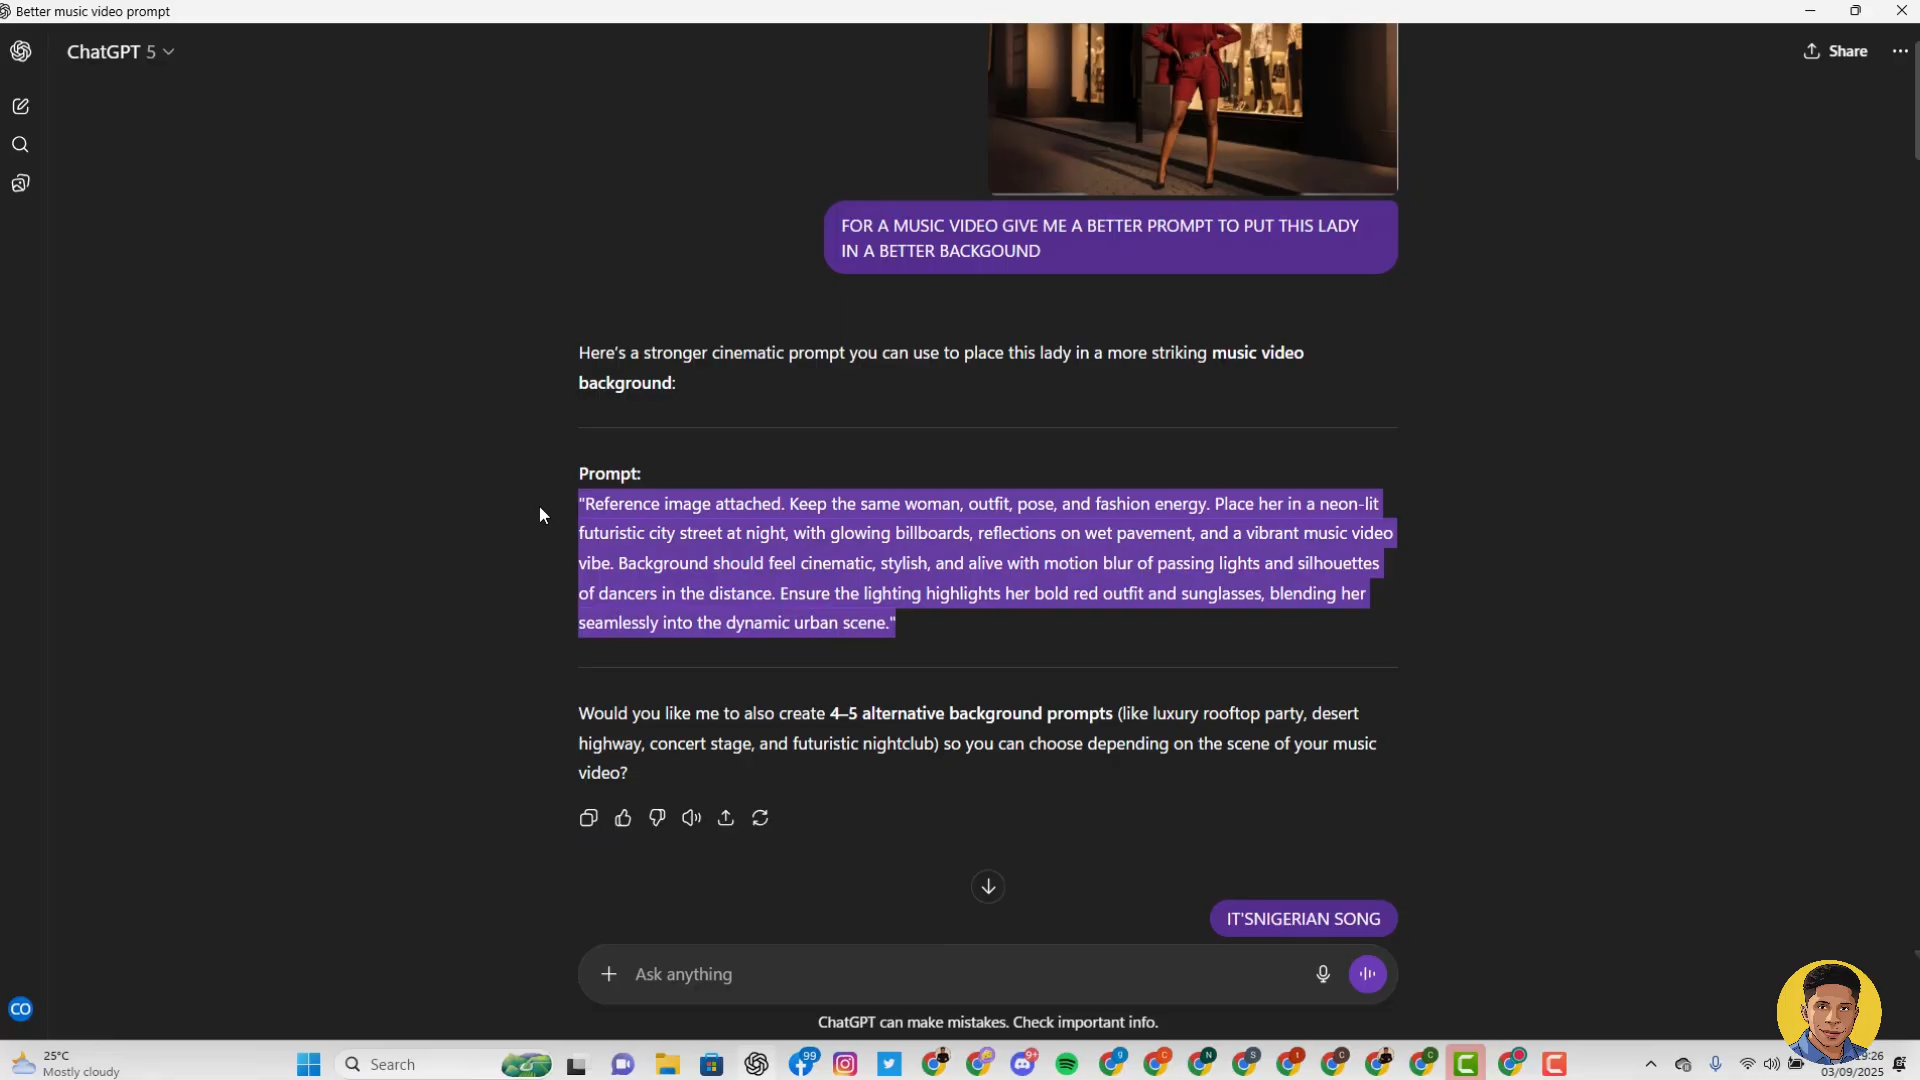 Better music video prompt
ChatGPT 5
Share
FOR A MUSIC VIDEO GIVE ME A BETTER PROMPT TO PUT THIS LADY
IN A BETTER BACKGOUND
Here's a stronger cinematic prompt you can use to place this lady in a more striking music video
background:
Prompt:
"Reference image attached. Keep the same woman, outfit, pose, and fashion energy. Place her in a neon-lit
futuristic city street at night, with glowing billboards, reflections on wet pavement, and a vibrant music video
vibe. Background should feel cinematic, stylish, and alive with motion blur of passing lights and silhouettes
of dancers in the distance. Ensure the lighting highlights her bold red outfit and sunglasses, blending her
seamlessly into the dynamic urban scene."
Would you like me to also create 4–5 alternative background prompts (like luxury rooftop party, desert
highway, concert stage, and futuristic nightclub) so you can choose depending on the scene of your music
video?
IT'SNIGERIAN SONG
Ask anything
CO
ChatGPT can make mistakes. Check important info.
25°C
Mostly cloudy
Search
99
9+
19:26
03/09/2025